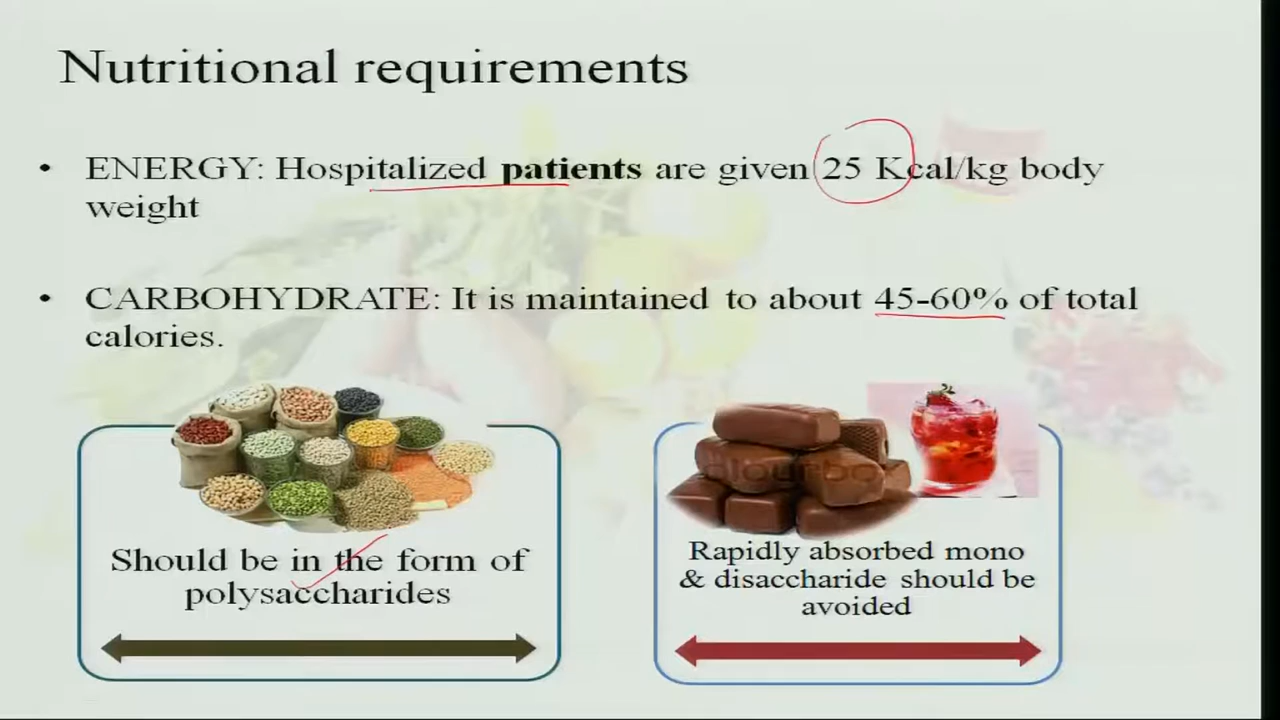 Nutritional requirements
• ENERGY: Hospitalized patients are given 25 Kcal/kg body
weight
• CARBOHYDRATE: It is maintained to about 45-60% of total
calories.
Should be in the form of
polysaccharides
Rapidly absorbed mono
& disaccharide should be
avoided